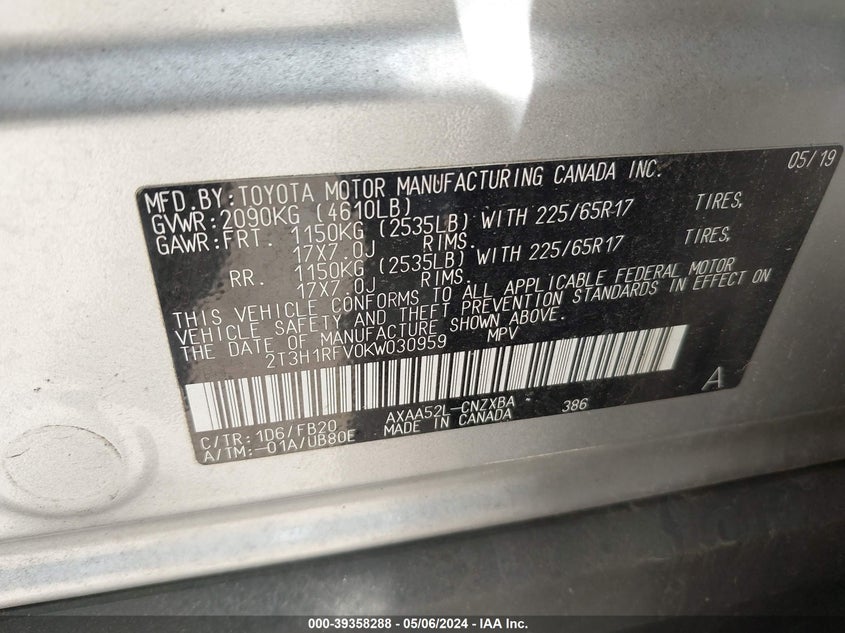 MFD. BY: TOYOTA MOTOR MANUFACTURING CANADA INC. 05/19
GVWR: 2090KG (4610LB)
GAWR: FRT. 1150KG (2535LB) WITH 225/65R17 TIRES,
17X7.0J RIMS.
RR. 1150KG (2535LB) WITH 225/65R17 TIRES,
17X7.0J RIMS.
THIS VEHICLE CONFORMS TO ALL APPLICABLE FEDERAL MOTOR
VEHICLE SAFETY AND THEFT PREVENTION STANDARDS IN EFFECT ON
THE DATE OF MANUFACTURE SHOWN ABOVE.
2T3H1RFV0KW030959 MPV
A
C/TR: 1D6/FB20 AXAA52L-CNZXBA 386
A/TM: -01A/UB80E MADE IN CANADA
000-39358288 - 05/06/2024 - IAA Inc.